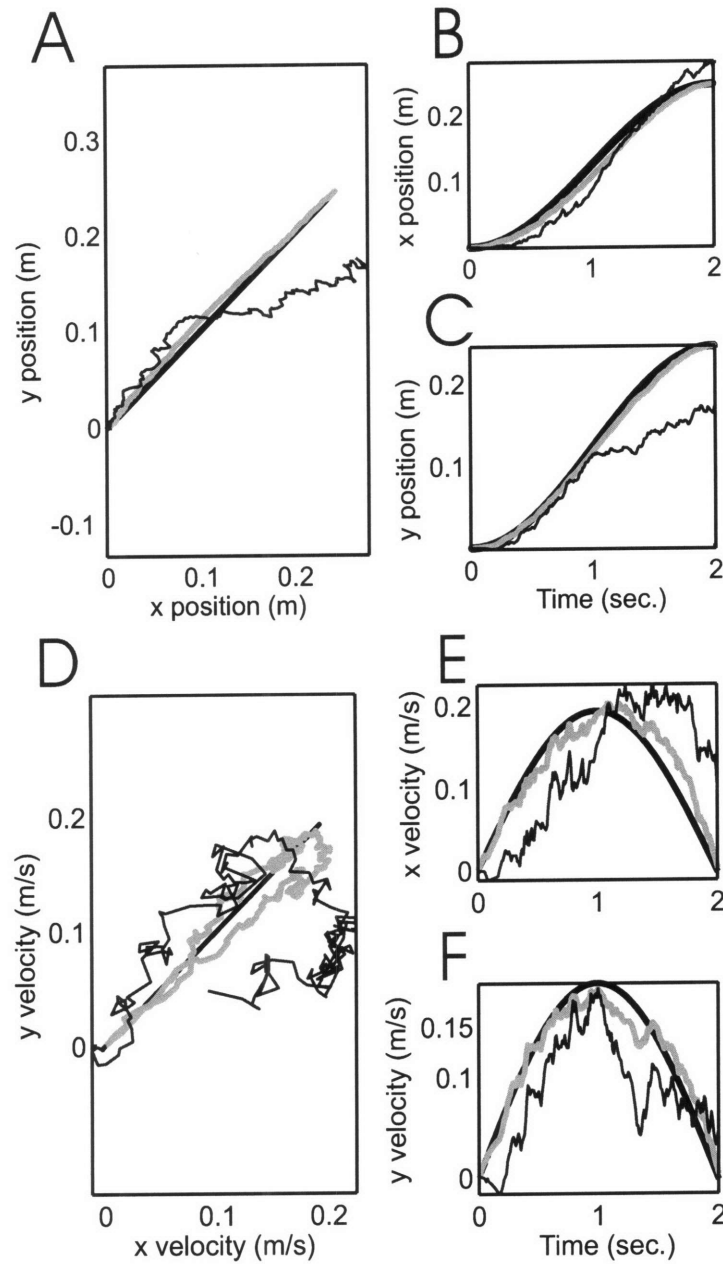 A
0.3
0.2
0.1
0
-0.1
y position (m)
0 0.1 0.2
x position (m)
B
0.2
0.1
x position (m)
0 1 2
C
0.2
0.1
y position (m)
0 1 2
Time (sec.)
D
0.2
0.1
0
y velocity (m/s)
0 0.1 0.2
x velocity (m/s)
E
0.2
0.1
0
x velocity (m/s)
0 1 2
F
0.15
0.1
0
y velocity (m/s)
0 1 2
Time (sec.)